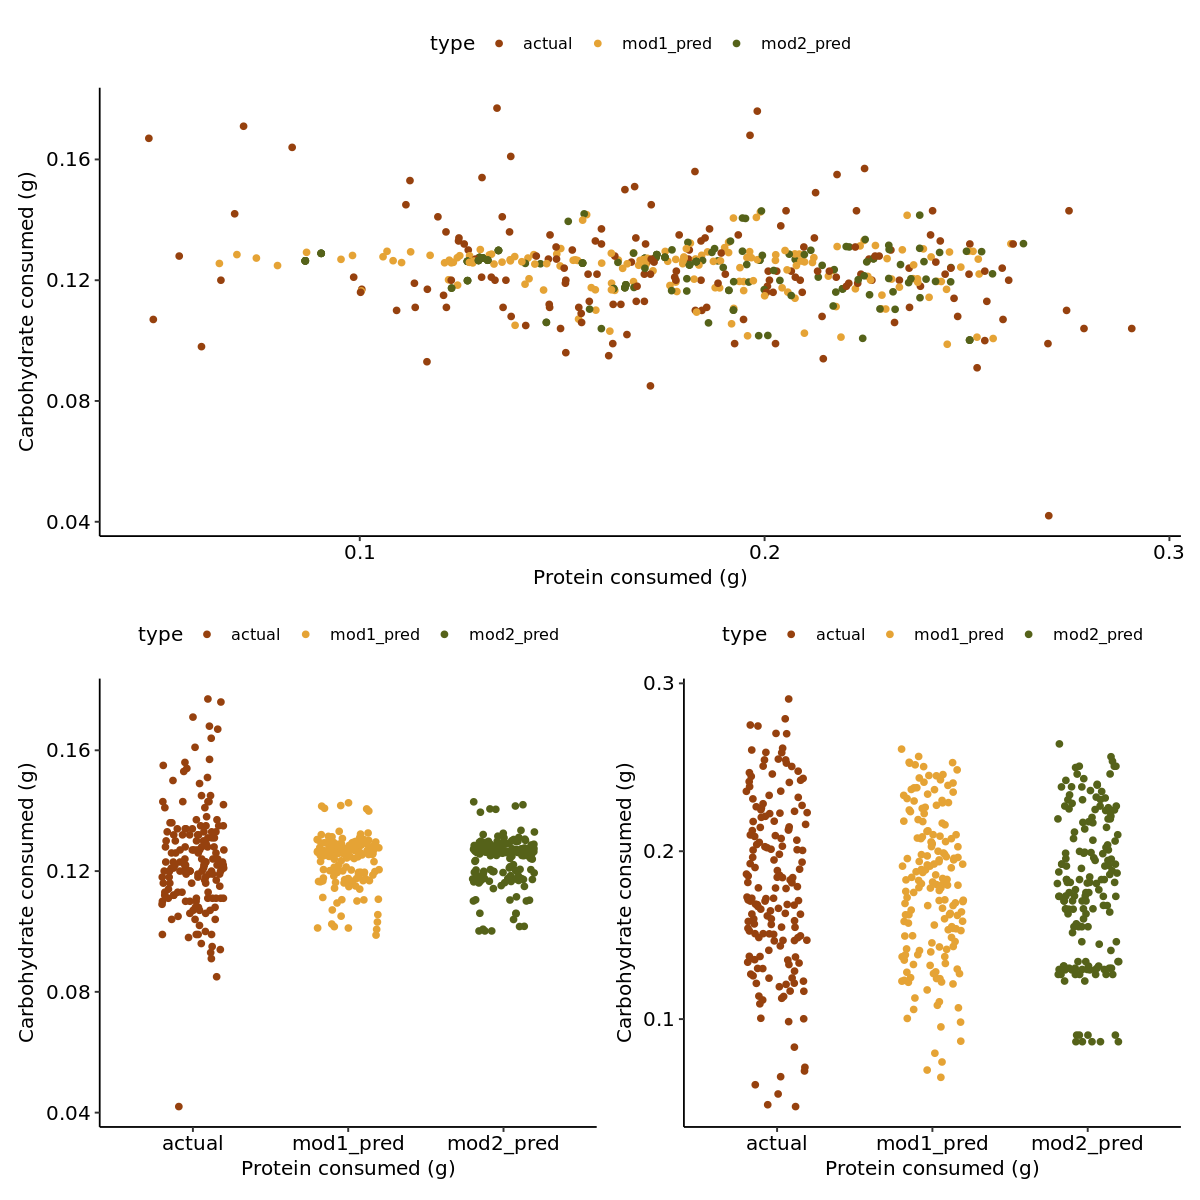 type actual mod1_pred mod2_pred
Carbohydrate consumed (g)
0.16
0.12
0.08
0.04
0.1 0.2 0.3
Protein consumed (g)
type actual mod1_pred mod2_pred
Carbohydrate consumed (g)
0.16
0.12
0.08
0.04
actual mod1_pred mod2_pred
Protein consumed (g)
type actual mod1_pred mod2_pred
Carbohydrate consumed (g)
0.3
0.2
0.1
actual mod1_pred mod2_pred
Protein consumed (g)